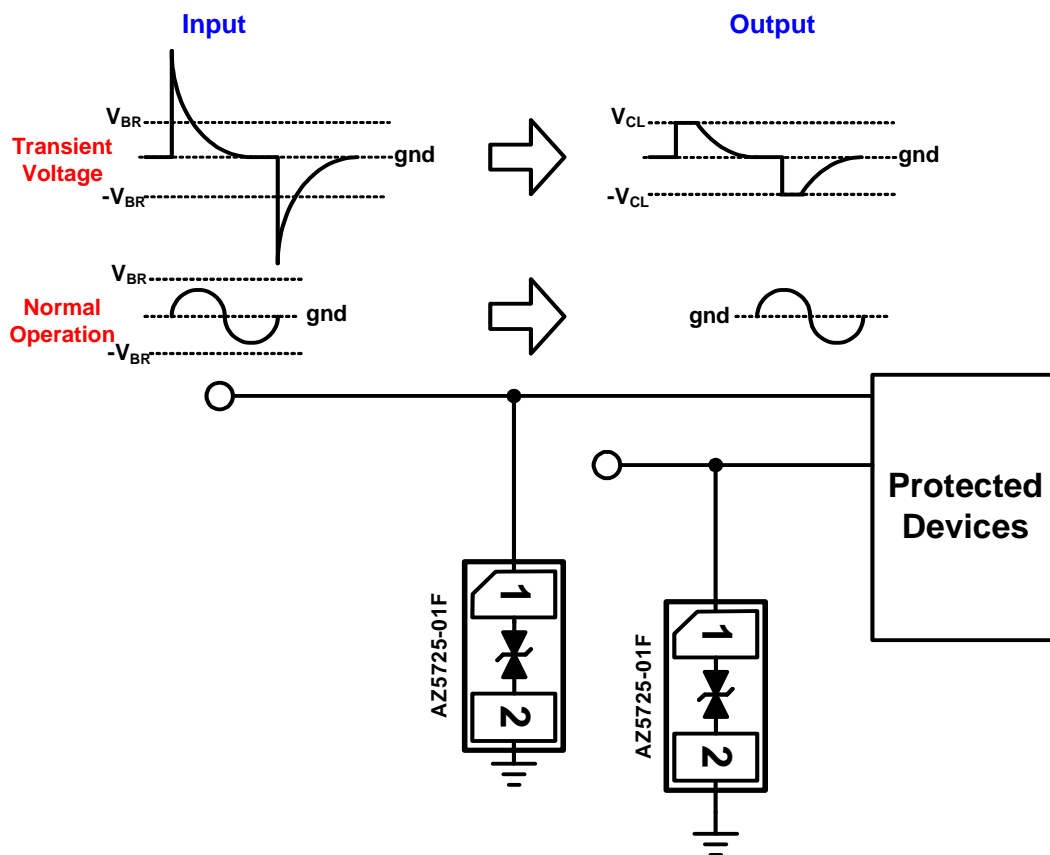 Input
Output
V_BR
V_CL
Transient
Voltage
gnd
gnd
-V_BR
-V_CL
V_BR
Normal
Operation
gnd
gnd
-V_BR
Protected
Devices
AZ5725-01F
1
2
AZ5725-01F
1
2